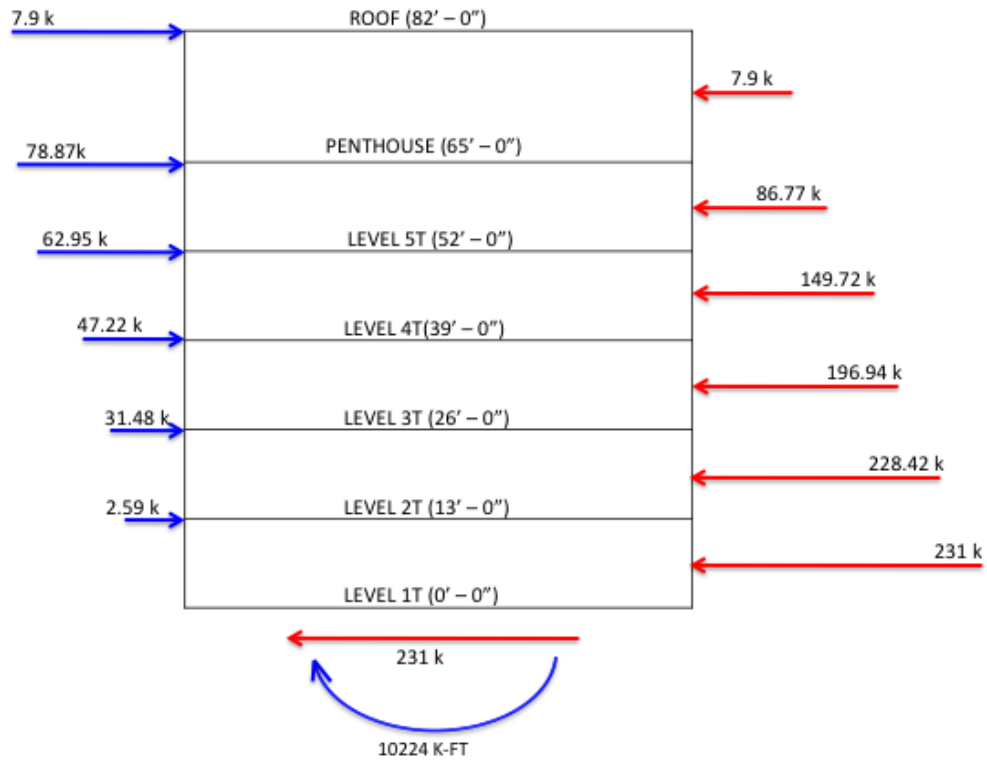 7.9 k
ROOF (82’ – 0”)
7.9 k
78.87k
PENTHOUSE (65’ – 0”)
86.77 k
62.95 k
LEVEL 5T (52’ – 0”)
149.72 k
47.22 k
LEVEL 4T(39’ – 0”)
196.94 k
31.48 k
LEVEL 3T (26’ – 0”)
228.42 k
2.59 k
LEVEL 2T (13’ – 0”)
231 k
LEVEL 1T (0’ – 0”)
231 k
10224 K-FT